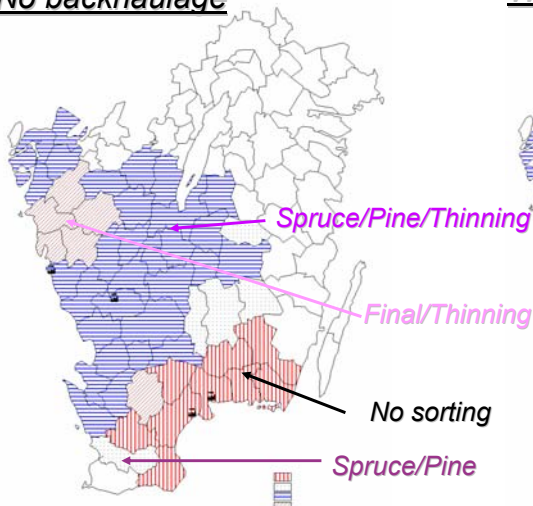 No backhaulage
Spruce/Pine/Thinning
Final/Thinning
No sorting
Spruce/Pine